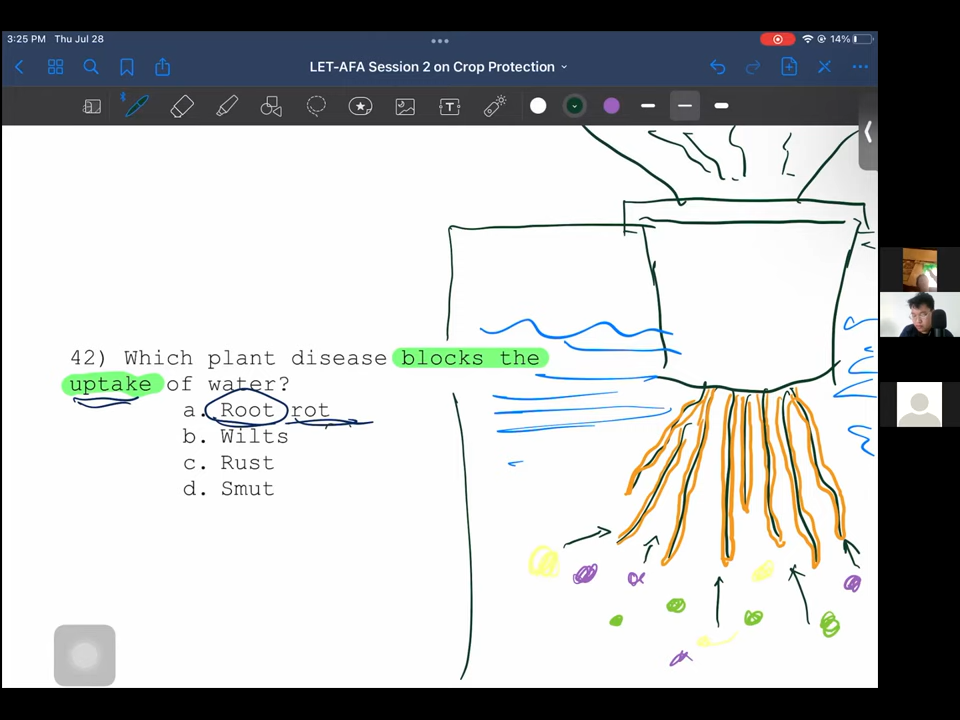 3:25 PM Thu Jul 28
14%
LET-AFA Session 2 on Crop Protection
T
42) Which plant disease blocks the
uptake of water?
a. Root rot
b. Wilts
c. Rust
d. Smut